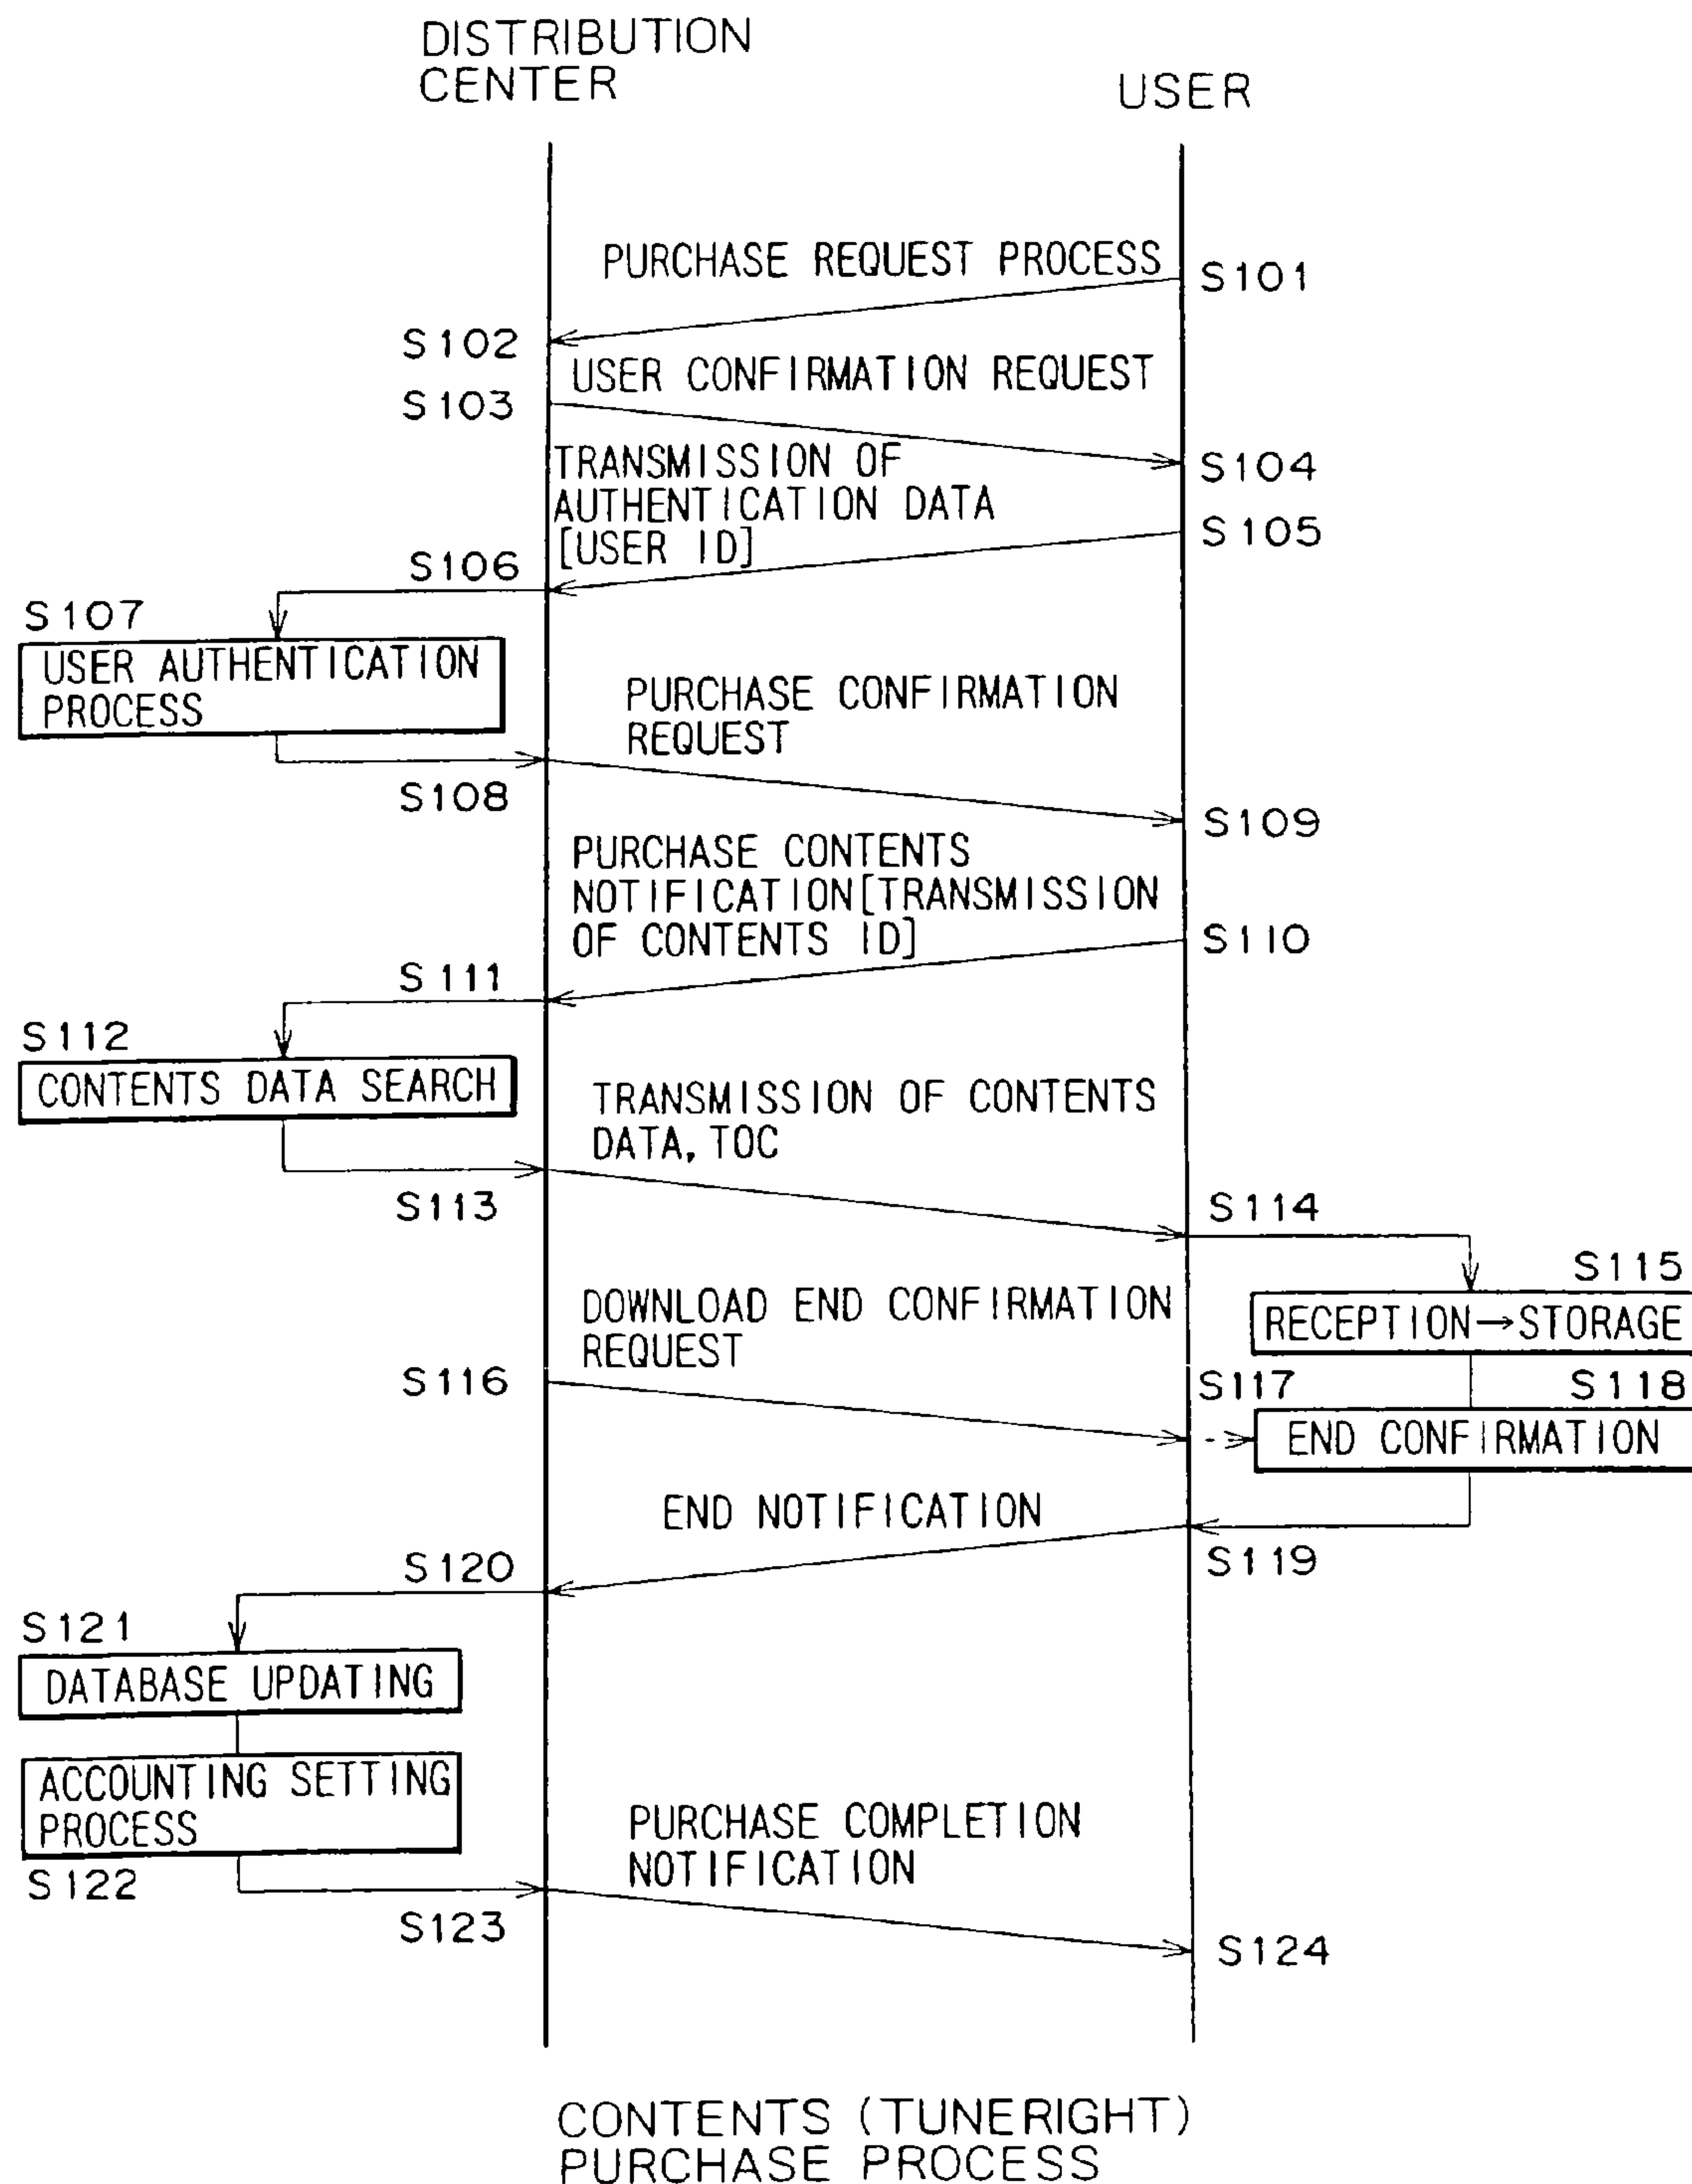 DISTRIBUTION
CENTER
USER
PURCHASE REQUEST PROCESS
S101
S102
USER CONFIRMATION REQUEST
S103
TRANSMISSION OF
AUTHENTICATION DATA
[USER ID]
S104
S105
S106
S107
USER AUTHENTICATION
PROCESS
PURCHASE CONFIRMATION
REQUEST
S108
S109
PURCHASE CONTENTS
NOTIFICATION[TRANSMISSION
OF CONTENTS ID]
S110
S111
S112
CONTENTS DATA SEARCH
TRANSMISSION OF CONTENTS
DATA, TOC
S113
S114
S115
RECEPTION→STORAGE
DOWNLOAD END CONFIRMATION
REQUEST
S116
S117
S118
END CONFIRMATION
END NOTIFICATION
S119
S120
S121
DATABASE UPDATING
ACCOUNTING SETTING
PROCESS
S122
PURCHASE COMPLETION
NOTIFICATION
S123
S124
CONTENTS (TUNERIGHT)
PURCHASE PROCESS